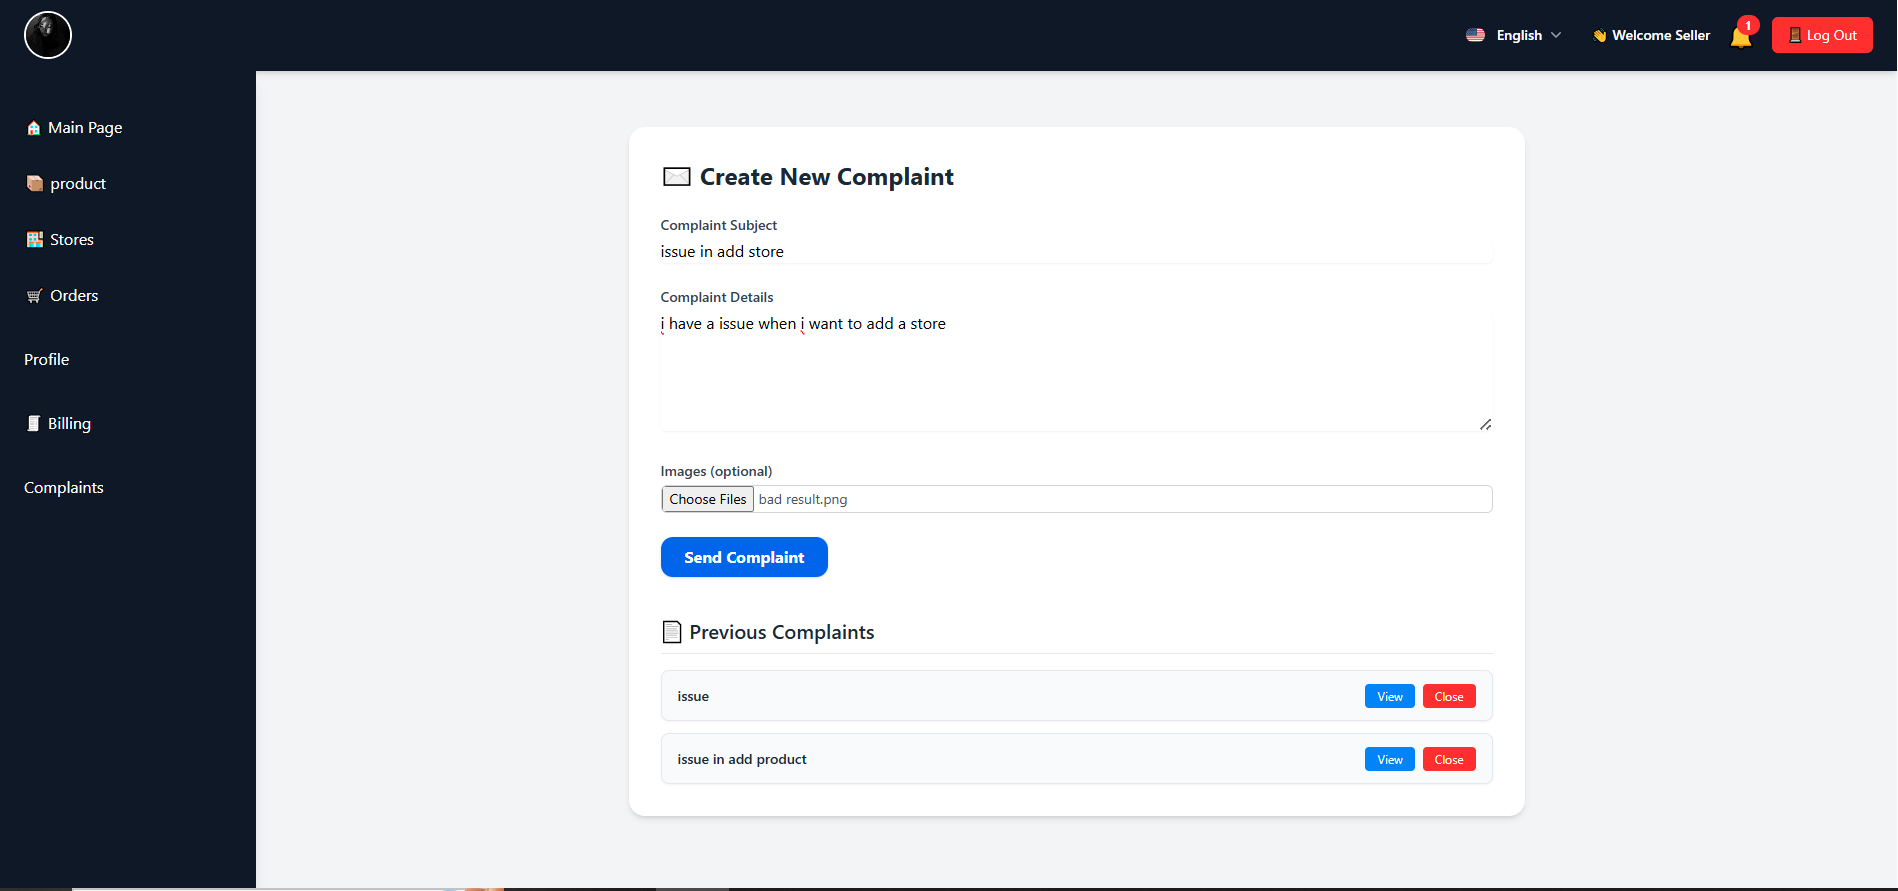 English
Welcome Seller
1
Log Out
Main Page
product
Stores
Orders
Profile
Billing
Complaints
Create New Complaint
Complaint Subject
issue in add store
Complaint Details
i have a issue when i want to add a store
Images (optional)
Choose Files bad result.png
Send Complaint
Previous Complaints
issue View Close
issue in add product View Close